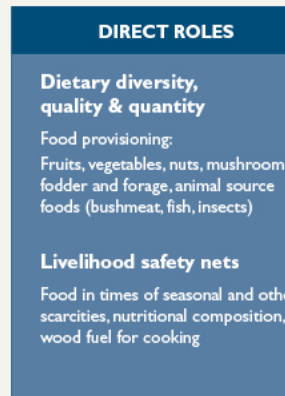 DIRECT ROLES
Dietary diversity,
quality & quantity
Food provisioning:
Fruits, vegetables, nuts, mushroom
fodder and forage, animal source
foods (bushmeat, fish, insects)
Livelihood safety nets
Food in times of seasonal and othe
scarcities, nutritional composition,
wood fuel for cooking